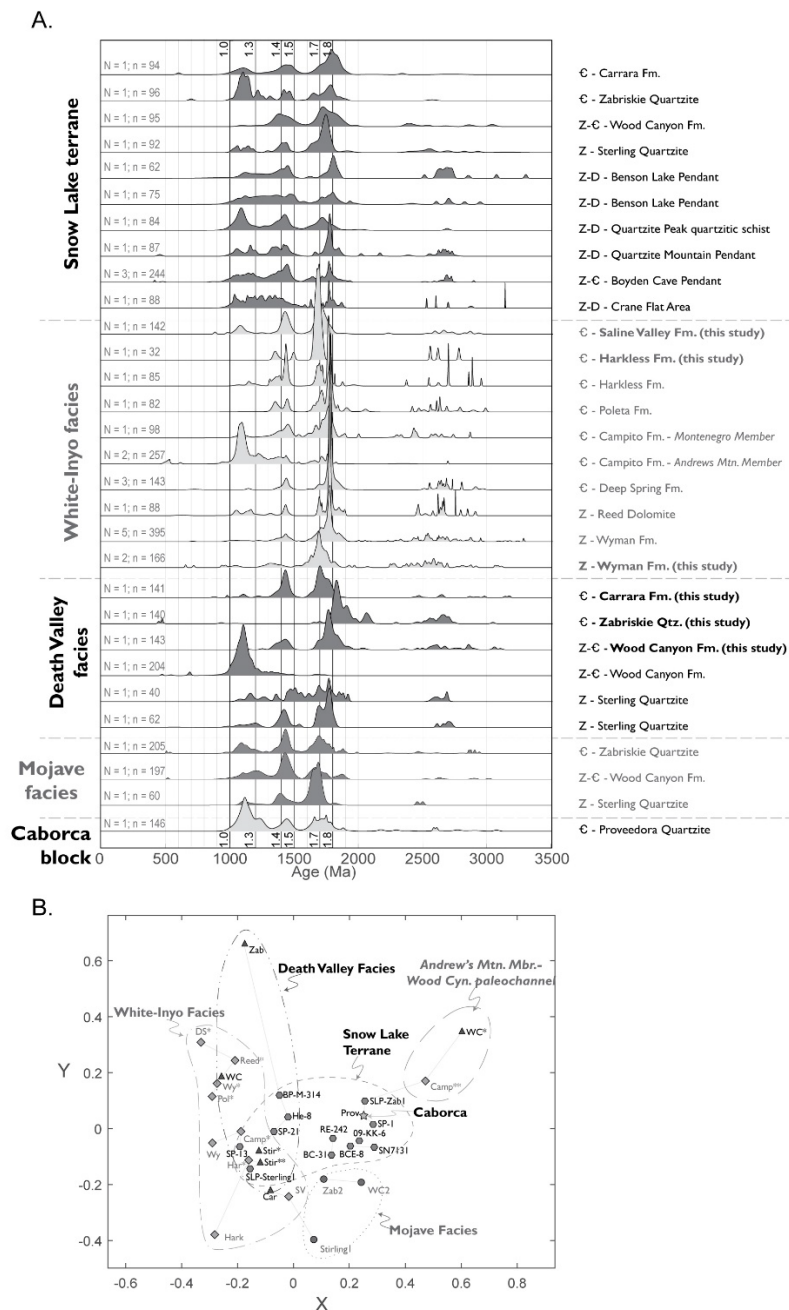 A.
1.0
1.3
1.4
1.5
1.7
1.8
Snow Lake terrane
N = 1; n = 94
Є - Carrara Fm.
N = 1; n = 96
Є - Zabriskie Quartzite
N = 1; n = 95
Z-Є - Wood Canyon Fm.
N = 1; n = 92
Z - Sterling Quartzite
N = 1; n = 62
Z-D - Benson Lake Pendant
N = 1; n = 75
Z-D - Benson Lake Pendant
N = 1; n = 84
Z-D - Quartzite Peak quartzitic schist
N = 1; n = 87
Z-D - Quartzite Mountain Pendant
N = 3; n = 244
Z-Є - Boyden Cave Pendant
N = 1; n = 88
Z-D - Crane Flat Area
White-Inyo facies
N = 1; n = 142
Є - Saline Valley Fm. (this study)
N = 1; n = 32
Є - Harkless Fm. (this study)
N = 1; n = 85
Є - Harkless Fm.
N = 1; n = 82
Є - Poleta Fm.
N = 1; n = 98
Є - Campito Fm. - Montenegro Member
N = 2; n = 257
Є - Campito Fm. - Andrews Mtn. Member
N = 3; n = 143
Є - Deep Spring Fm.
N = 1; n = 88
Z - Reed Dolomite
N = 5; n = 395
Z - Wyman Fm.
N = 2; n = 166
Z - Wyman Fm. (this study)
Death Valley facies
N = 1; n = 141
Є - Carrara Fm. (this study)
N = 1; n = 140
Є - Zabriskie Qtz. (this study)
N = 1; n = 143
Z-Є - Wood Canyon Fm. (this study)
N = 1; n = 204
Z-Є - Wood Canyon Fm.
N = 1; n = 40
Z - Sterling Quartzite
N = 1; n = 62
Z - Sterling Quartzite
Mojave facies
N = 1; n = 205
Є - Zabriskie Quartzite
N = 1; n = 197
Z-Є - Wood Canyon Fm.
N = 1; n = 60
Z - Sterling Quartzite
Caborca block
N = 1; n = 146
Є - Proveedora Quartzite
1.0
1.3
1.4
1.5
1.7
1.8
0
500
1000
1500
2000
2500
3000
3500
Age (Ma)
B.
0.6
0.4
0.2
0
-0.2
-0.4
Y
Zab
Death Valley Facies
Andrew's Mtn. Mbr.-
Wood Cyn. paleochannel
White-Inyo Facies
DS*
Reed*
WC
Wy*
Pol*
Wy
Snow Lake
Terrane
WC*
Camp**
BP-M-314
He-8
SP-21
Camp*
SP-13
Stir*
Stir**
SLP-Sterling1
Car
SV
Hark
SLP-Zab1
Prov
Caborca
SP-1
RE-242
09-KK-6
BC-31
BCE-8
SN7131
Zab2
WC2
Stirling1
Mojave Facies
-0.6
-0.4
-0.2
0
0.2
0.4
0.6
0.8
X